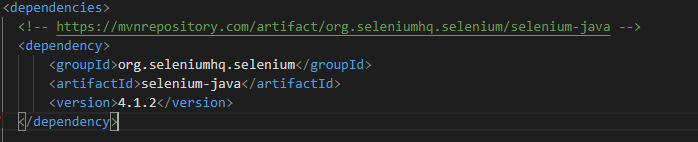 <dependencies>
<!-- https://mvnrepository.com/artifact/org.seleniumhq.selenium/selenium-java -->
<dependency>
<groupId>org.seleniumhq.selenium</groupId>
<artifactId>selenium-java</artifactId>
<version>4.1.2</version>
</dependency>